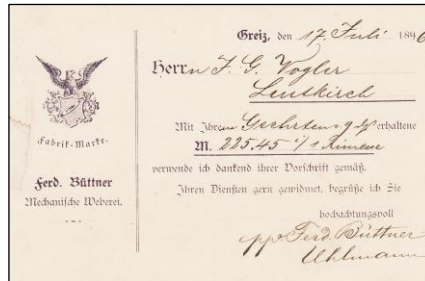 Greiz, den 17. Juli 1896
Herrn F. G. Vogler
Leutkirch
Mit Ihrem Geehrten erhaltene
M. 225.45 i/s Rimesse
verwende ich dankend Ihrer Vorschrift gemäß.
Ihren Diensten gern gewidmet, begrüße ich Sie
hochachtungsvoll
ppa Ferd. Büttner
Uhlmann
Fabrik-Marke.
Ferd. Büttner
Mechanische Weberei.